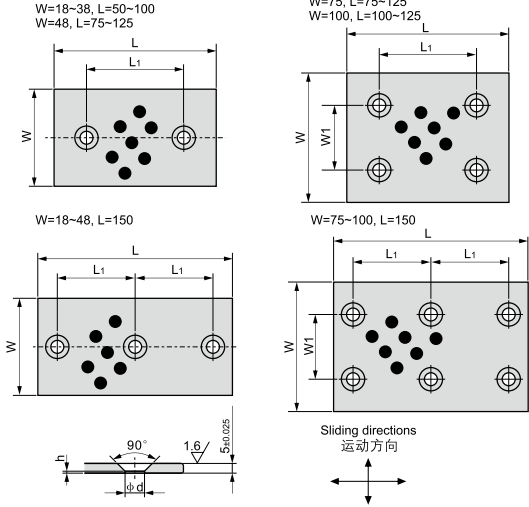 W=18~38, L=50~100
W=48, L=75~125
L
L1
W
W=75, L=75~125
W=100, L=100~125
L
L1
W
W1
W=18~48, L=150
L
L1
L1
W
W=75~100, L=150
L
L1
L1
W
W1
90°
1.6
5±0.025
h
φd
Sliding directions
运动方向